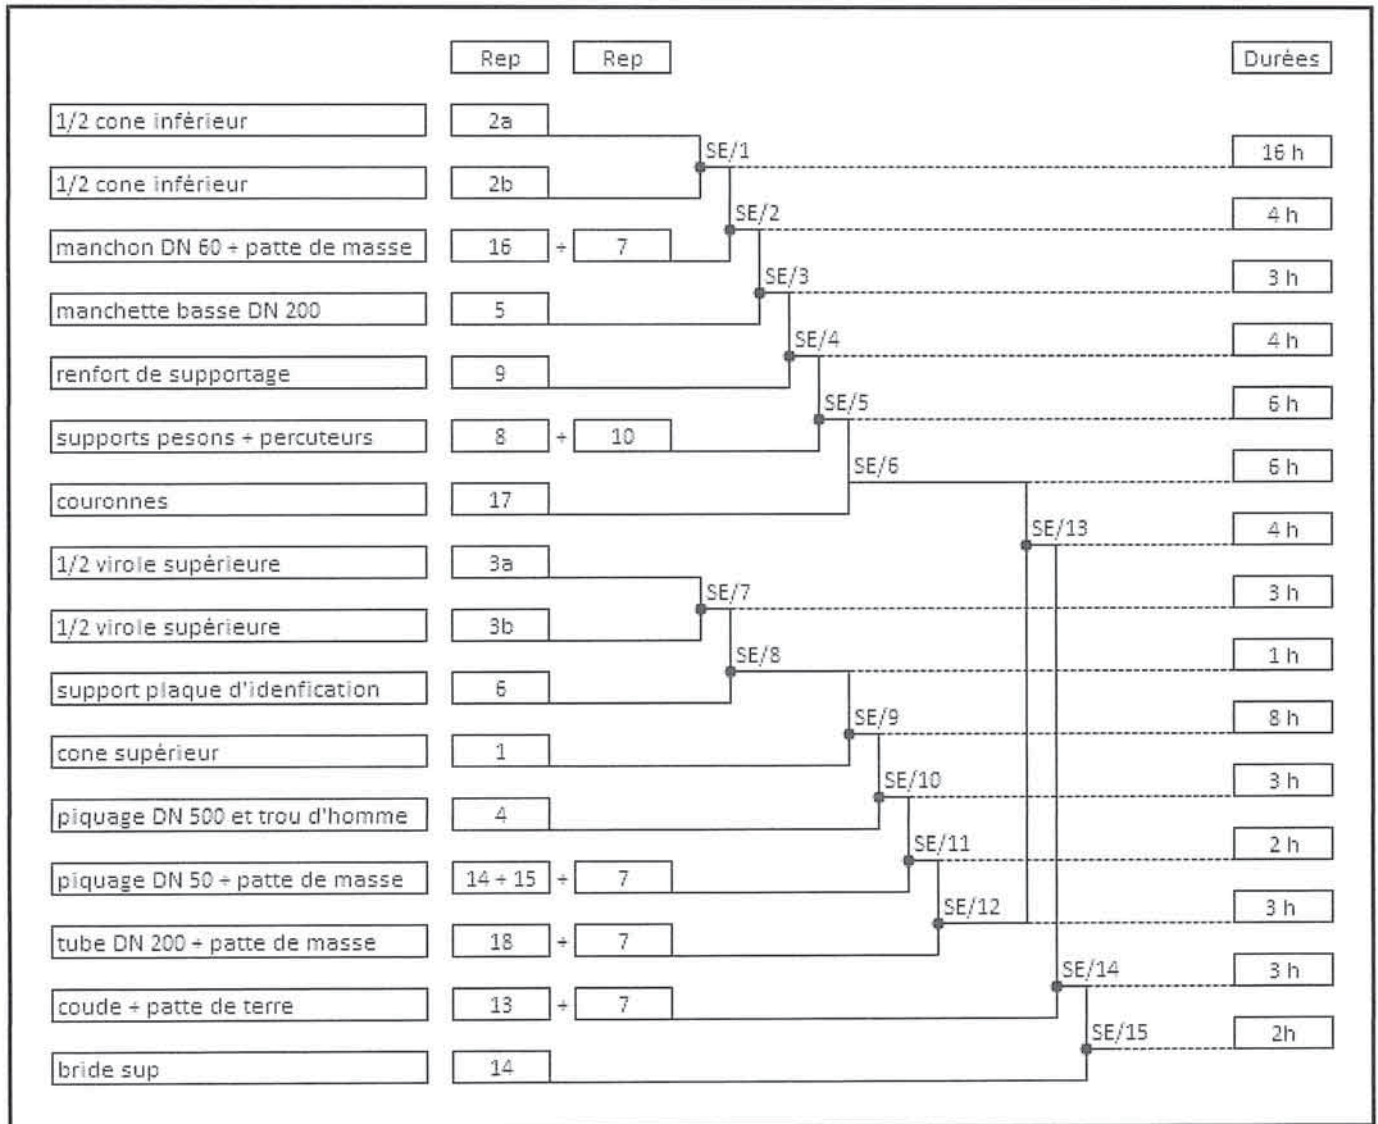 Rep Rep Durées
1/2 cone inférieur 2a
SE/1 16 h
1/2 cone inférieur 2b
SE/2 4 h
manchon DN 60 + patte de masse 16 + 7
SE/3 3 h
manchette basse DN 200 5
SE/4 4 h
renfort de supportage 9
SE/5 6 h
supports pesons + percuteurs 8 + 10
SE/6 6 h
couronnes 17
SE/13 4 h
1/2 virole supérieure 3a
SE/7 3 h
1/2 virole supérieure 3b
SE/8 1 h
support plaque d'idenfication 6
SE/9 8 h
cone supérieur 1
SE/10 3 h
piquage DN 500 et trou d'homme 4
SE/11 2 h
piquage DN 50 + patte de masse 14 + 15 + 7
SE/12 3 h
tube DN 200 + patte de masse 18 + 7
SE/14 3 h
coude + patte de terre 13 + 7
SE/15 2h
bride sup 14